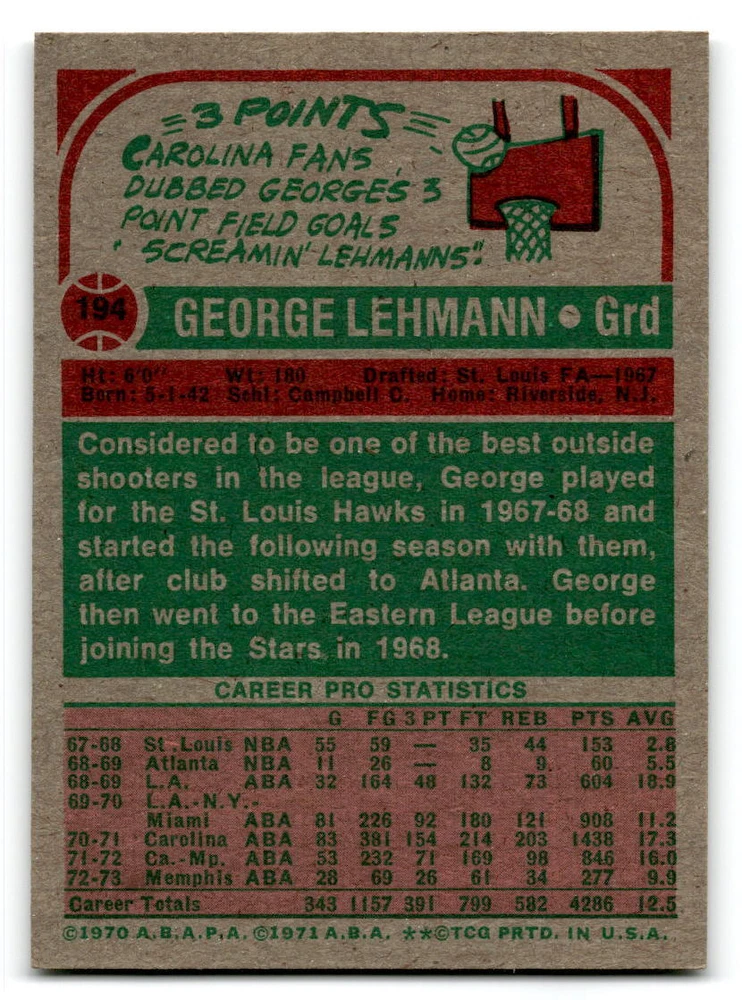 3 POINTS
CAROLINA FANS
DUBBED GEORGE'S 3
POINT FIELD GOALS
"SCREAMIN' LEHMANNS".
194
GEORGE LEHMANN • Grd
Ht: 6'0" Wt: 180 Drafted: St. Louis FA—1967
Born: 5-1-42 Schl: Campbell C. Home: Riverside, N.J.
Considered to be one of the best outside
shooters in the league, George played
for the St. Louis Hawks in 1967-68 and
started the following season with them,
after club shifted to Atlanta. George
then went to the Eastern League before
joining the Stars in 1968.
CAREER PRO STATISTICS
G FG 3 PT FT REB PTS AVG
67-68 St. Louis NBA 55 59 — 35 44 153 2.8
68-69 Atlanta NBA 11 26 — 8 9 60 5.5
68-69 L.A. ABA 32 164 48 132 73 604 18.9
69-70 L.A.-N.Y.-
Miami ABA 81 226 92 180 121 908 11.2
70-71 Carolina ABA 83 381 154 214 203 1438 17.3
71-72 Ca.-Mp. ABA 53 232 71 169 98 846 16.0
72-73 Memphis ABA 28 69 26 61 34 277 9.9
Career Totals 343 1157 391 799 582 4286 12.5
©1970 A.B.A.P.A. ©1971 A.B.A. **©TCG PRTD. IN U.S.A.